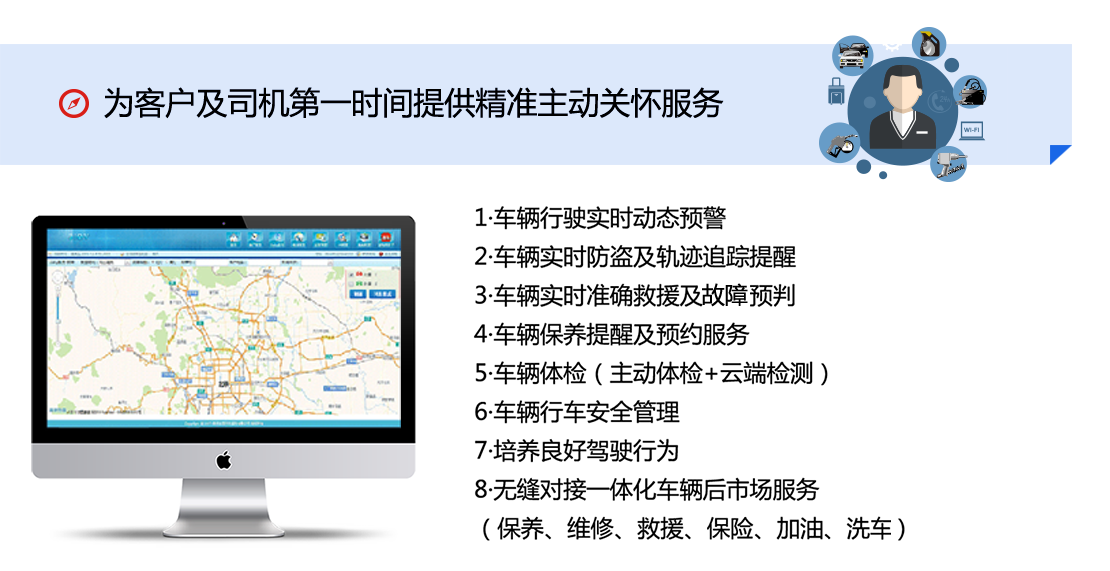 为客户及司机第一时间提供精准主动关怀服务
WI-FI
1·车辆行驶实时动态预警
2·车辆实时防盗及轨迹追踪提醒
3·车辆实时准确救援及故障预判
4·车辆保养提醒及预约服务
5·车辆体检（主动体检+云端检测）
6·车辆行车安全管理
7·培养良好驾驶行为
8·无缝对接一体化车辆后市场服务
（保养、维修、救援、保险、加油、洗车）